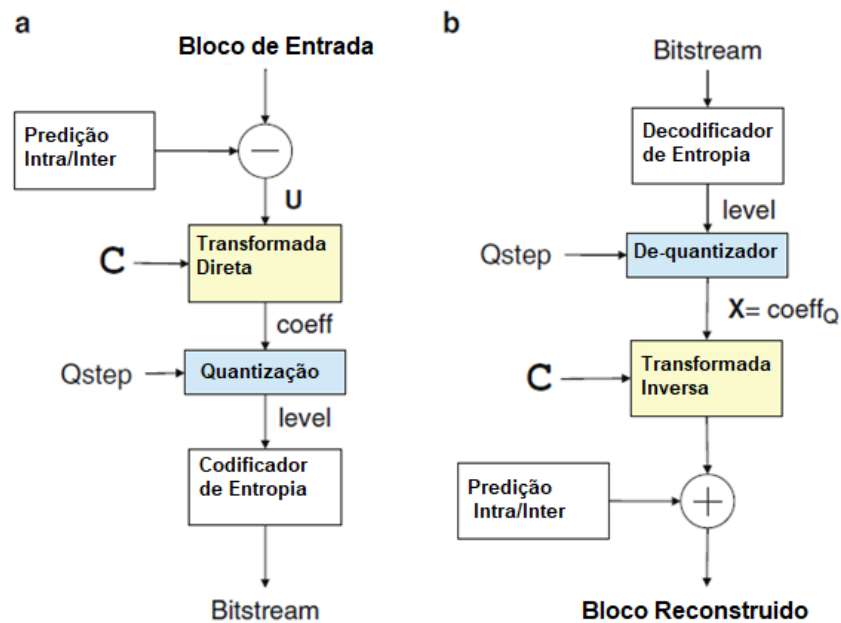 a
Bloco de Entrada
Predição
Intra/Inter
U
C
Transformada
Direta
coeff
Qstep
Quantização
level
Codificador
de Entropia
Bitstream
b
Bitstream
Decodificador
de Entropia
level
Qstep
De-quantizador
X= coeffQ
C
Transformada
Inversa
Predição
Intra/Inter
Bloco Reconstruido